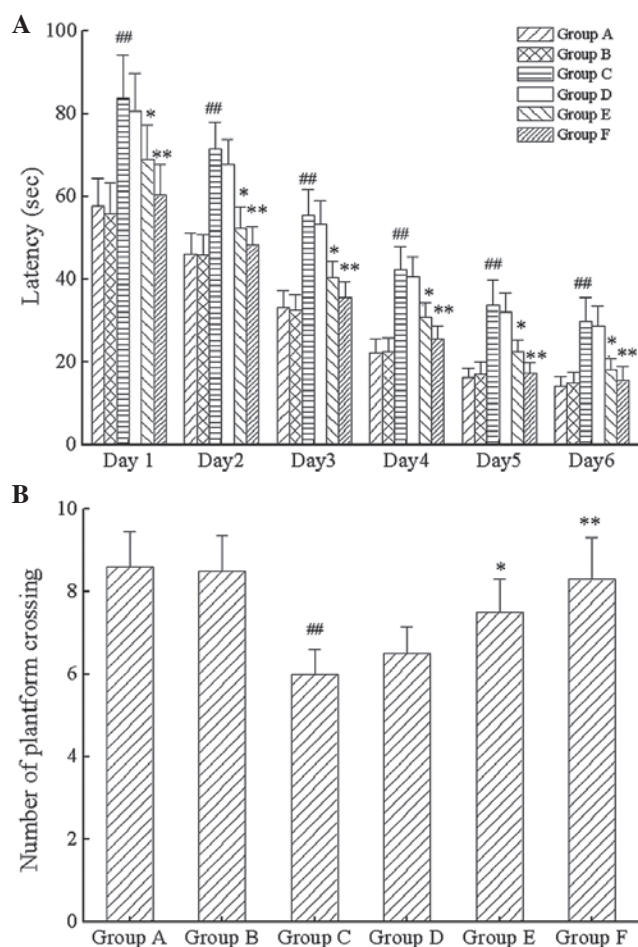 A
Latency (sec)
100
80
60
40
20
0
##
*
**
##
*
**
##
*
**
##
*
**
##
*
**
##
*
**
Group A
Group B
Group C
Group D
Group E
Group F
Day 1
Day2
Day3
Day4
Day5
Day6
B
Number of plantform crossing
10
8
6
4
2
0
##
*
**
Group A
Group B
Group C
Group D
Group E
Group F